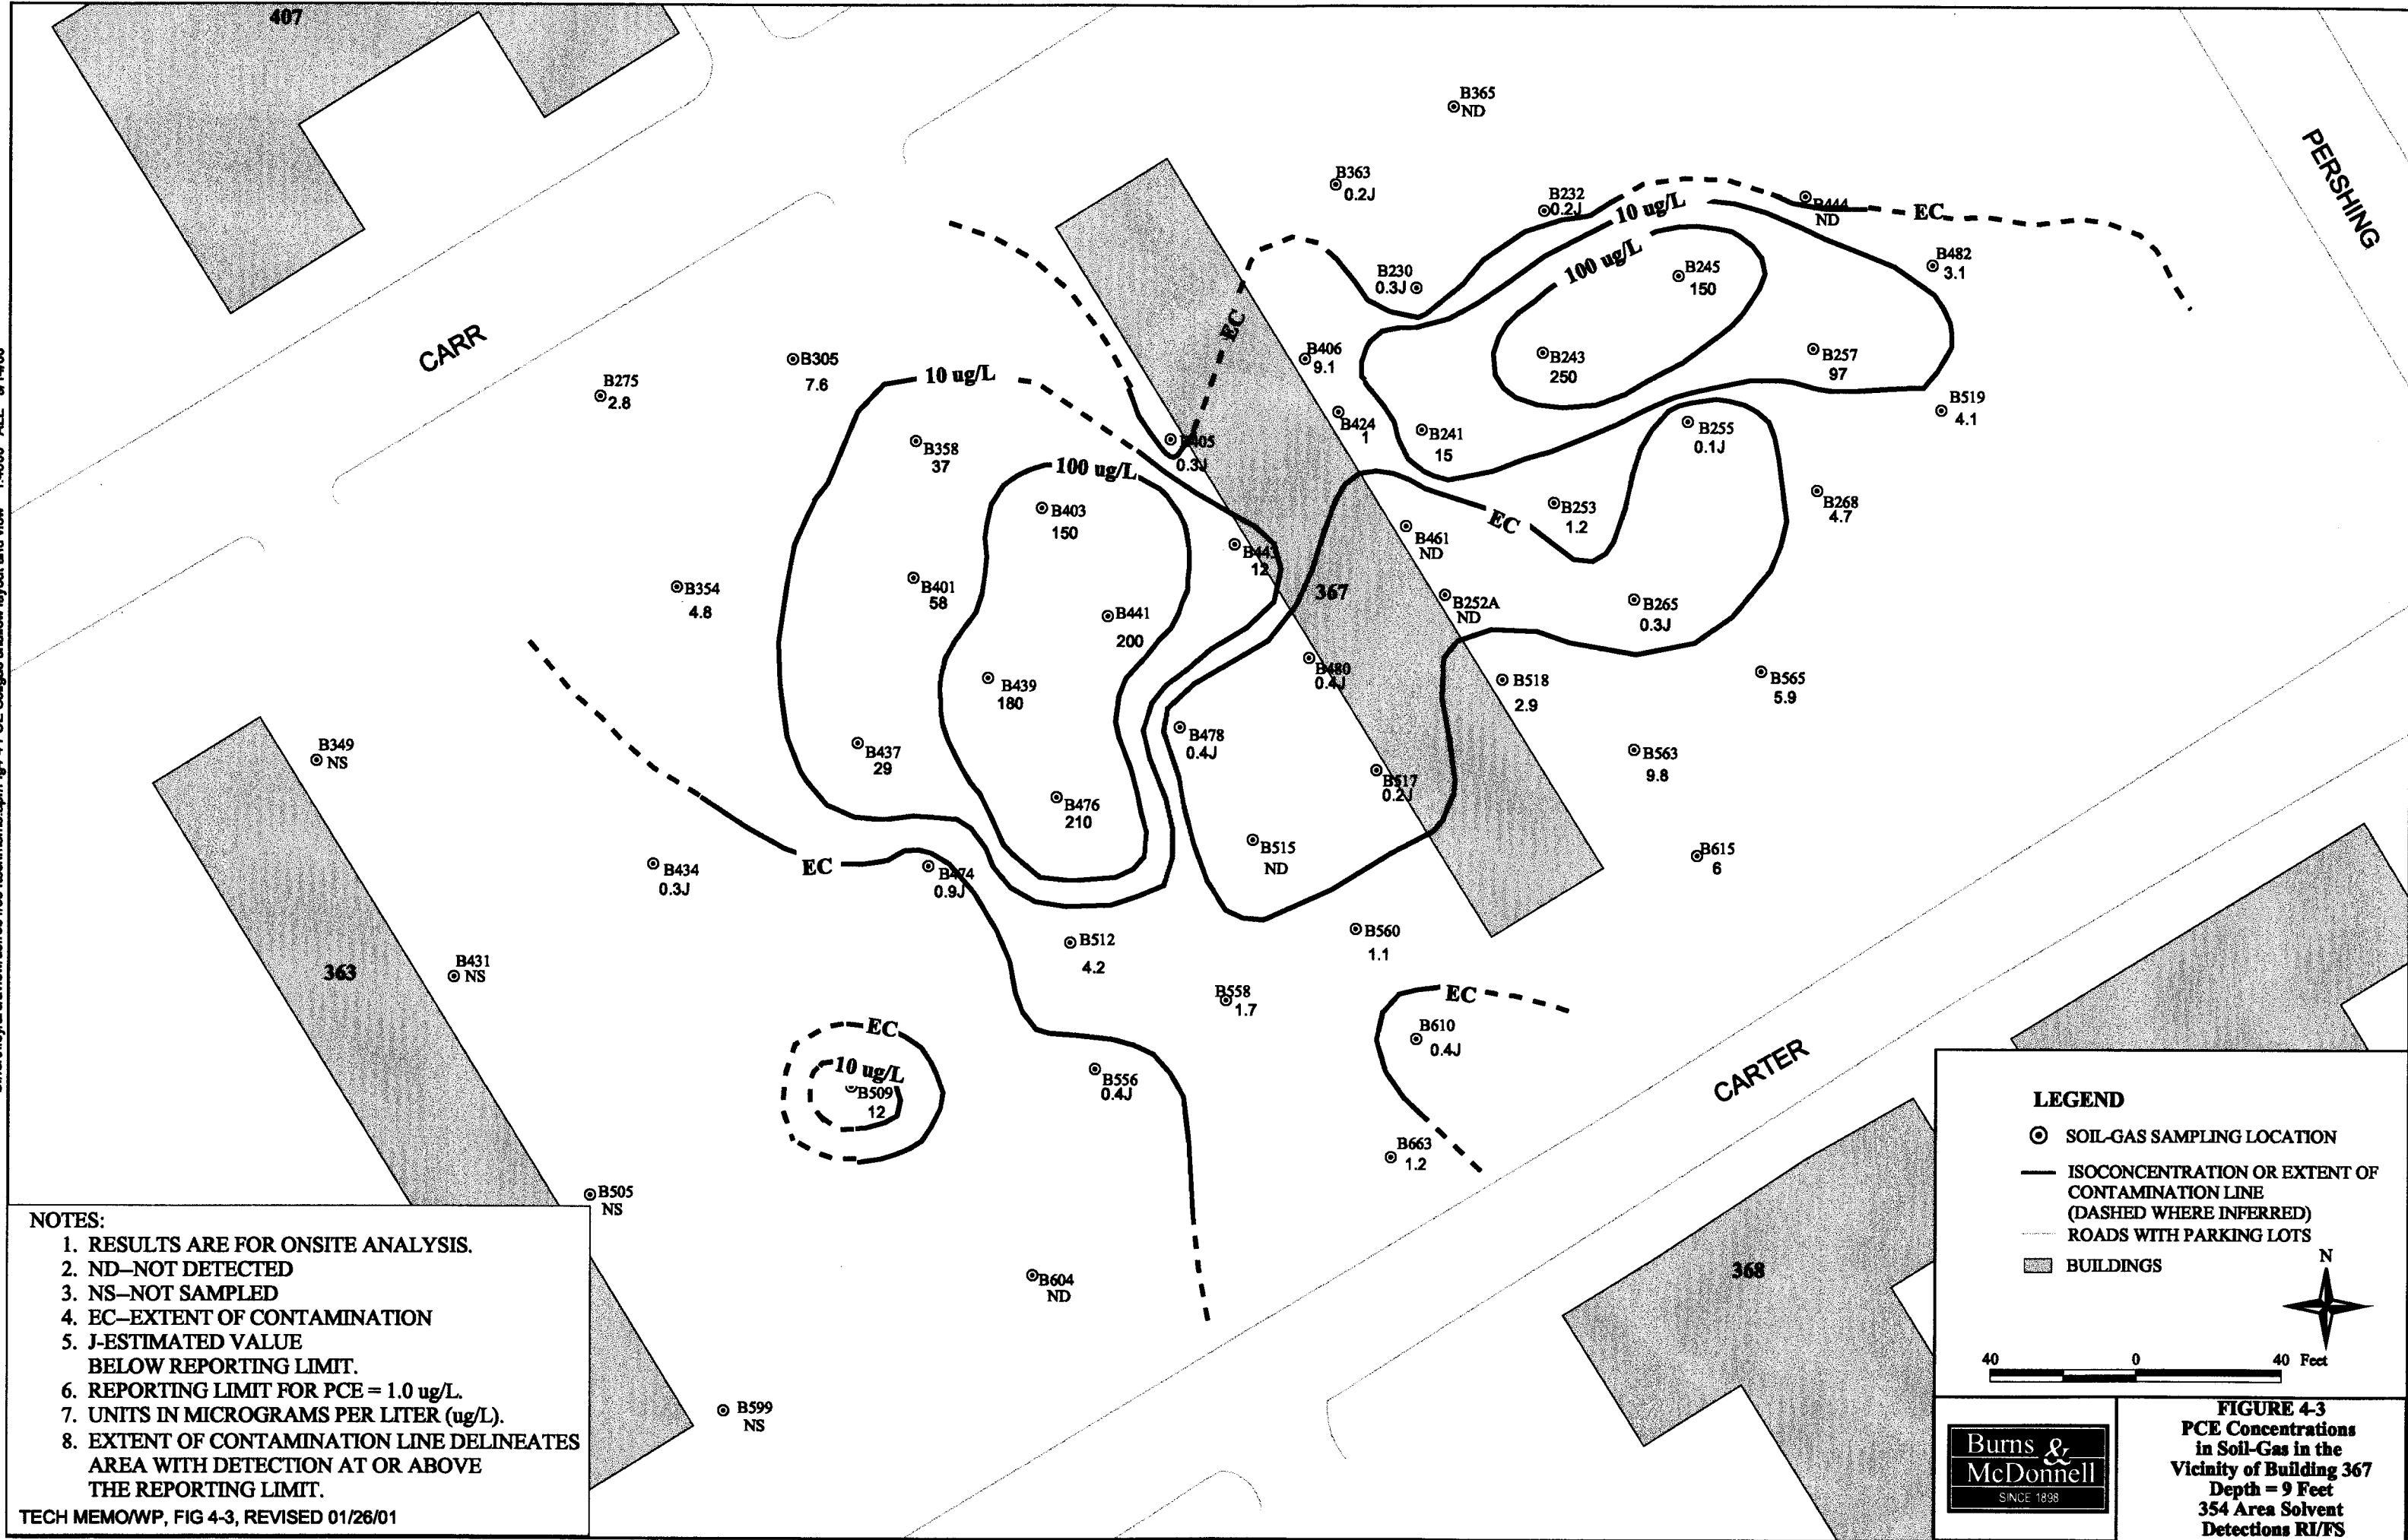 407
B365
ND
PERSHING
B363
0.2J
B232
0.2J
10 ug/L
B444
ND
EC
B482
3.1
100 ug/L
B245
150
B230
0.3J
CARR
EC
B305
7.6
B406
9.1
B243
250
B257
97
B275
2.8
10 ug/L
B519
4.1
B424
1
B241
15
B255
0.1J
B405
0.3J
B358
37
100 ug/L
B403
150
B268
4.7
B253
1.2
EC
B461
ND
12
B354
4.8
B401
58
367
B252A
ND
B265
0.3J
B441
200
B480
0.4J
B518
2.9
B565
5.9
B439
180
B349
NS
B437
29
B478
0.4J
B563
9.8
B517
0.2J
B476
210
B515
ND
B615
6
B434
0.3J
EC
B474
0.9J
B512
4.2
B560
1.1
363
B431
NS
B558
1.7
EC
EC
B610
0.4J
10 ug/L
B509
12
B556
0.4J
CARTER
B663
1.2
B505
NS
B604
ND
368
B599
NS
NOTES:
1. RESULTS ARE FOR ONSITE ANALYSIS.
2. ND–NOT DETECTED
3. NS–NOT SAMPLED
4. EC–EXTENT OF CONTAMINATION
5. J-ESTIMATED VALUE
BELOW REPORTING LIMIT.
6. REPORTING LIMIT FOR PCE = 1.0 ug/L.
7. UNITS IN MICROGRAMS PER LITER (ug/L).
8. EXTENT OF CONTAMINATION LINE DELINEATES
AREA WITH DETECTION AT OR ABOVE
THE REPORTING LIMIT.
TECH MEMO/WP, FIG 4-3, REVISED 01/26/01
LEGEND
SOIL-GAS SAMPLING LOCATION
ISOCONCENTRATION OR EXTENT OF
CONTAMINATION LINE
(DASHED WHERE INFERRED)
ROADS WITH PARKING LOTS
BUILDINGS
N
40 0 40 Feet
Burns &
McDonnell
SINCE 1898
FIGURE 4-3
PCE Concentrations
in Soil-Gas in the
Vicinity of Building 367
Depth = 9 Feet
354 Area Solvent
Detections RI/FS